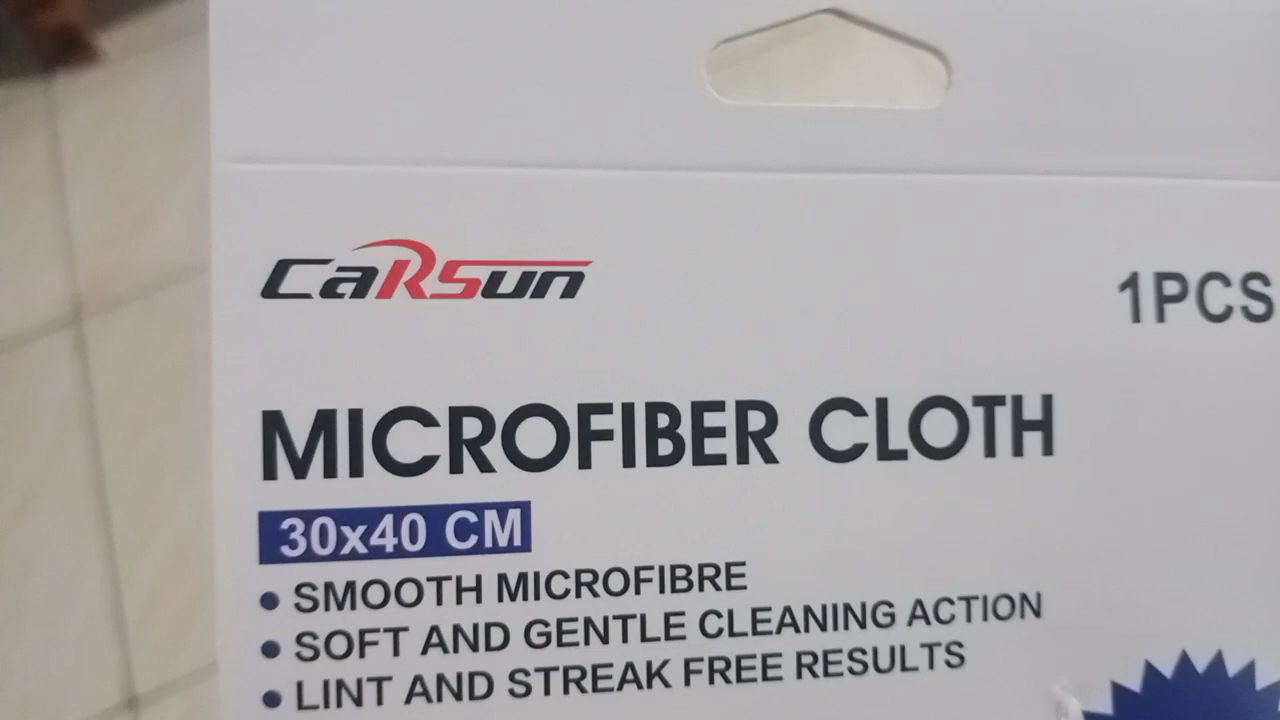 CaRSun
1PCS
MICROFIBER CLOTH
30x40 CM
• SMOOTH MICROFIBRE
• SOFT AND GENTLE CLEANING ACTION
• LINT AND STREAK FREE RESULTS